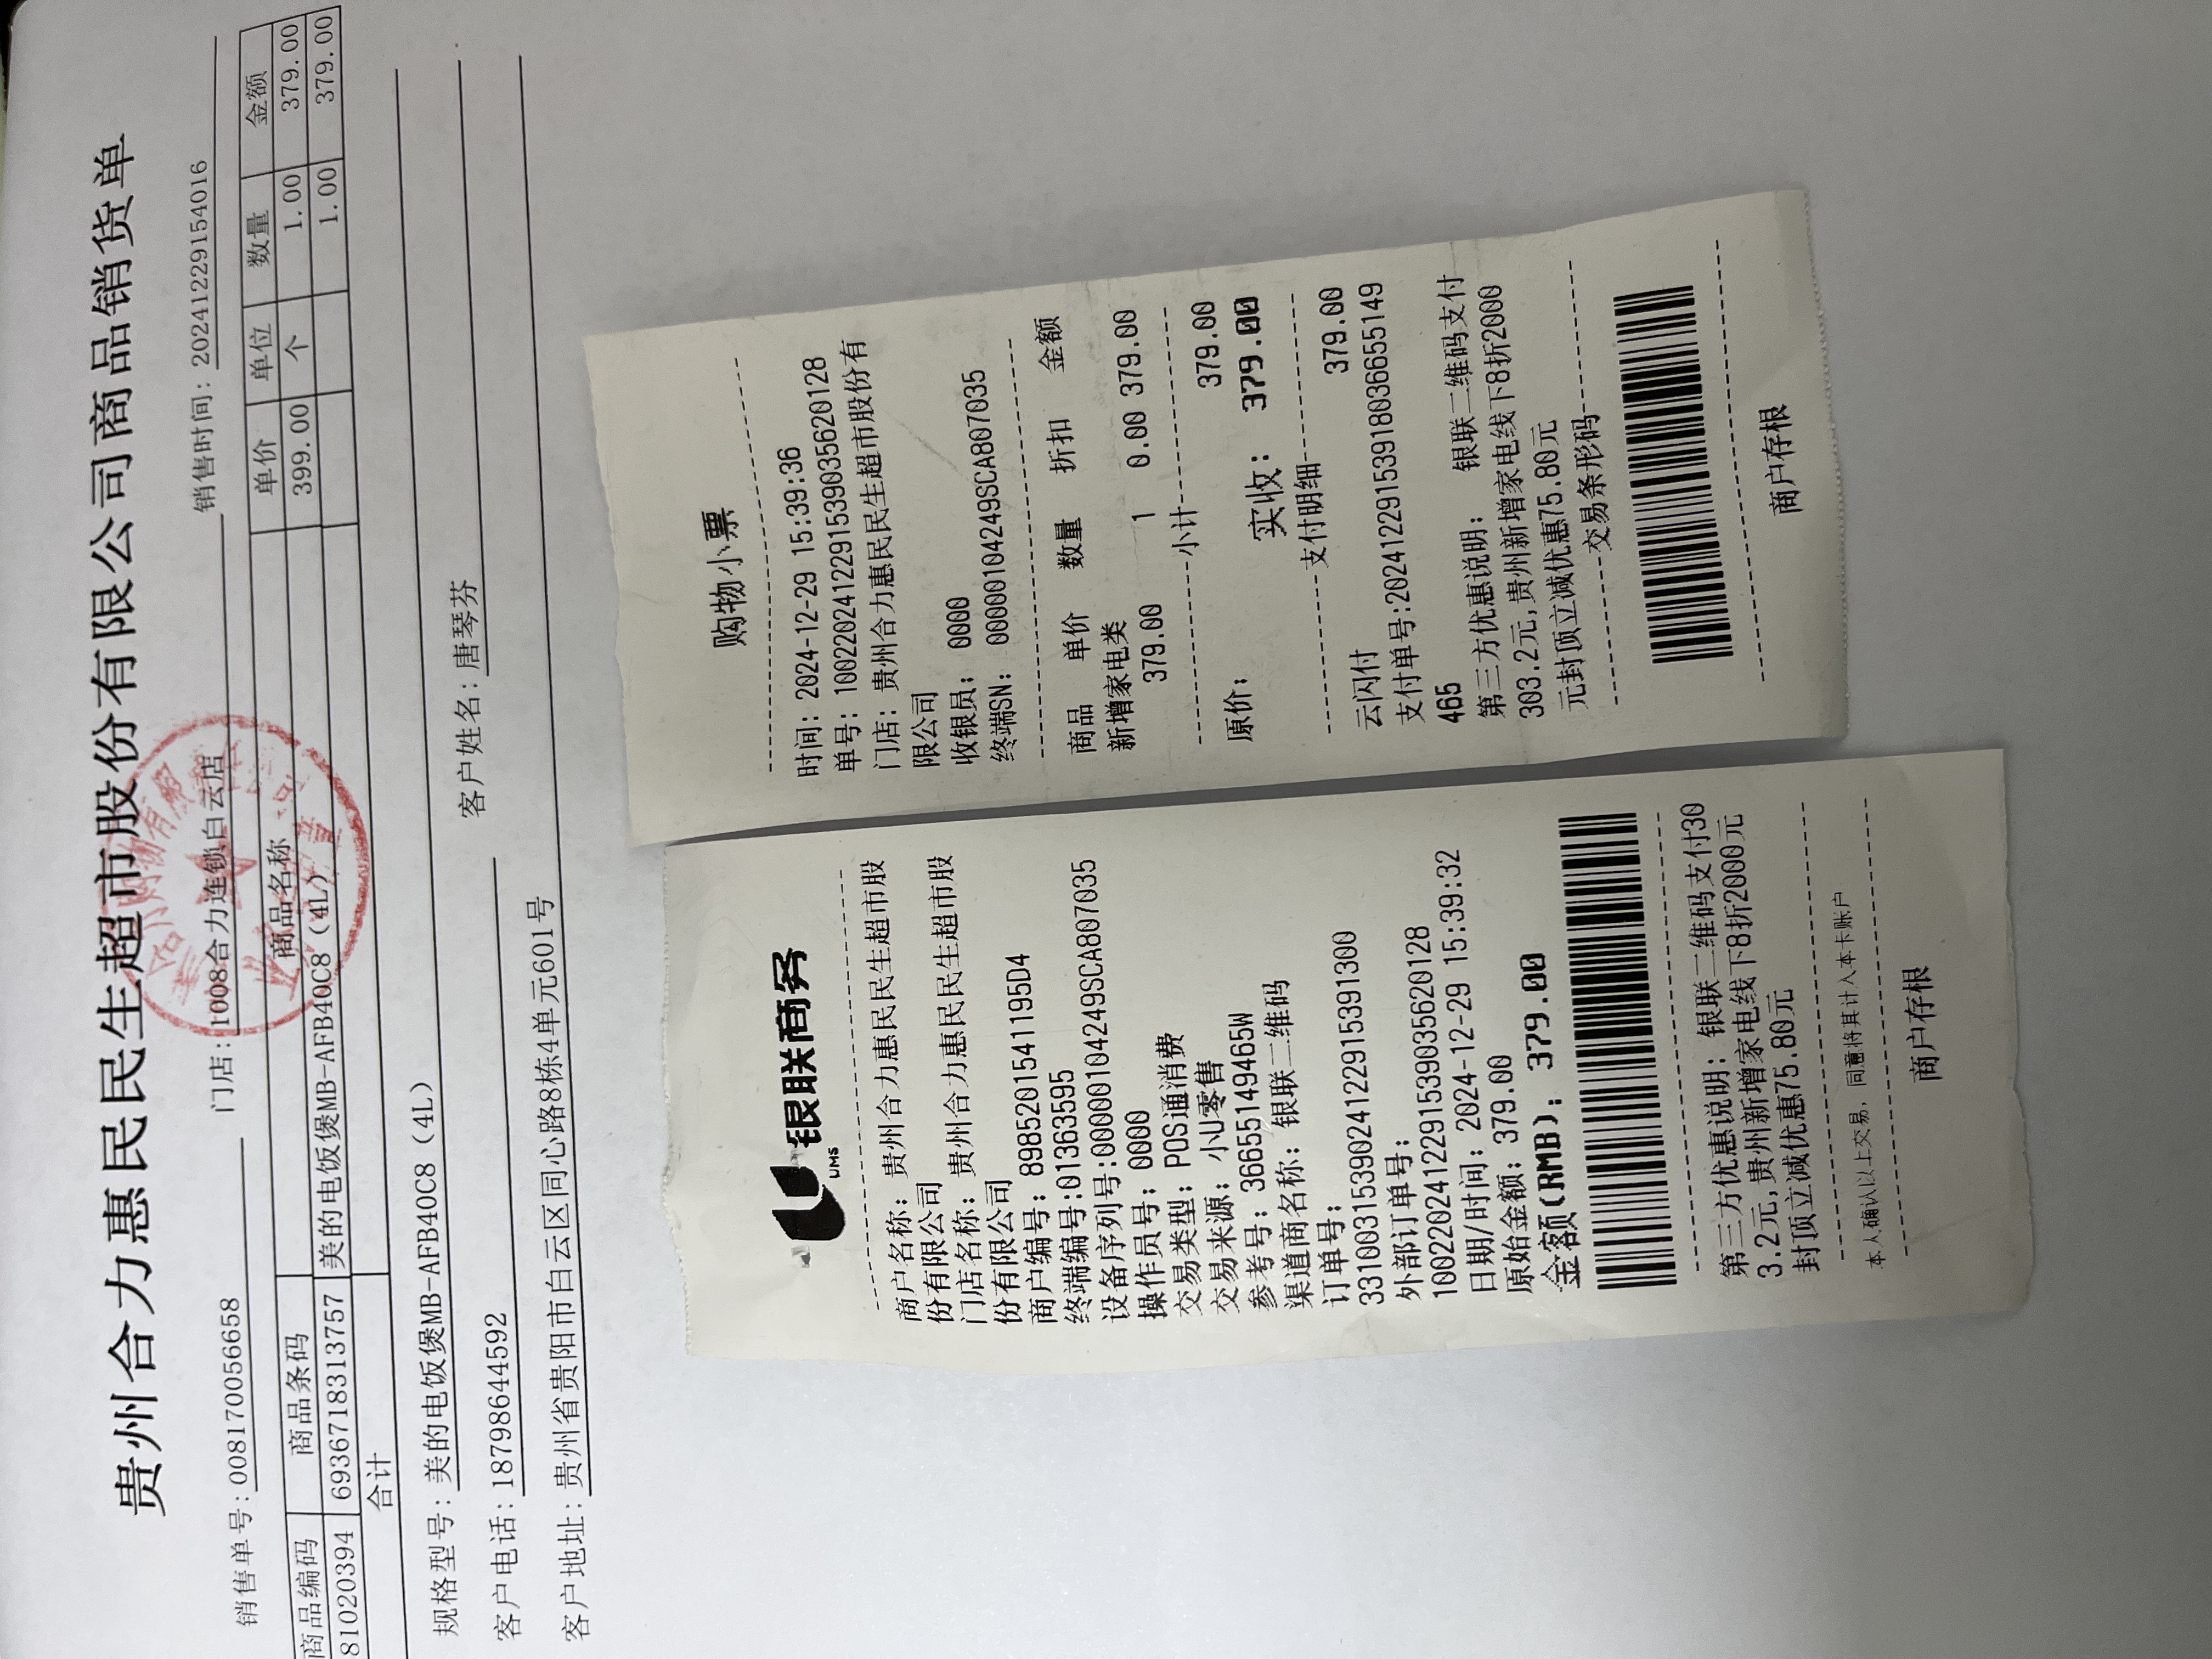 贵州合力惠民民生超市股份有限公司商品销货单
销售单号:008170056658 门店:1008合力连锁白云店 销售时间:20241229154016
商品编码 商品条码 商品名称 单价 单位 数量 金额
81020394 6936718313757 美的电饭煲MB-AFB40C8（4L） 399.00 个 1.00 379.00
合计 1.00 379.00
规格型号:美的电饭煲MB-AFB40C8（4L）
客户电话:18798644592 客户姓名:唐琴芬
客户地址:贵州省贵阳市白云区同心路8栋4单元601号
银联商务
UMS
商户名称: 贵州合力惠民民生超市股
份有限公司
门店名称: 贵州合力惠民民生超市股
份有限公司
商户编号: 8985201541195D4
终端编号:01363595
设备序列号:00000104249SCA807035
操作员号: 0000
交易类型: POS通消费
交易来源: 小U零售
参考号: 36655149465W
渠道商名称: 银联二维码
订单号:
33100315390241229153913​00
外部订单号:
10022024122915390356​20128
日期/时间: 2024-12-29 15:39:32
原始金额: 379.00
金额(RMB): 379.00
第三方优惠说明: 银联二维码支付30
3.2元,贵州新增家电线下8折2000元
封顶立减优惠75.80元
本人确认以上交易, 同意将其计入本卡账户
商户存根
购物小票
时间: 2024-12-29 15:39:36
单号: 1002202412291539035620128
门店: 贵州合力惠民民生超市股份有
限公司
收银员: 0000
终端SN: 00000104249SCA807035
商品 单价 数量 折扣 金额
新增家电类
379.00 1 0.00 379.00
小计
原价: 379.00
实收: 379.00
支付明细
云闪付 379.00
支付单号:20241229153918036655149
465
第三方优惠说明: 银联二维码支付
303.2元,贵州新增家电线下8折2000
元封顶立减优惠75.80元
交易条形码
商户存根